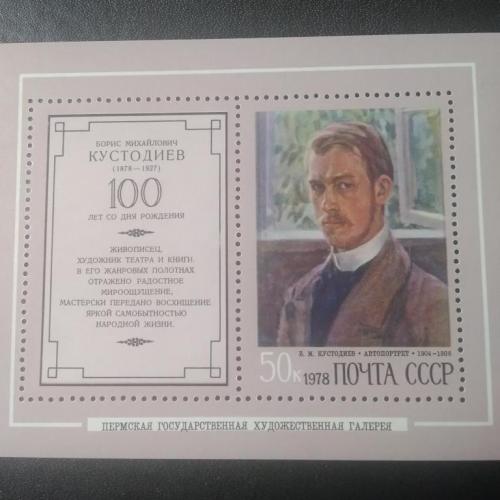 БОРИС МИХАЙЛОВИЧ
КУСТОДИЕВ
(1878—1927)
100
ЛЕТ СО ДНЯ РОЖДЕНИЯ
ЖИВОПИСЕЦ,
ХУДОЖНИК ТЕАТРА И КНИГИ.
В ЕГО ЖАНРОВЫХ ПОЛОТНАХ
ОТРАЖЕНО РАДОСТНОЕ
МИРООЩУЩЕНИЕ,
МАСТЕРСКИ ПЕРЕДАНО ВОСХИЩЕНИЕ
ЯРКОЙ САМОБЫТНОСТЬЮ
НАРОДНОЙ ЖИЗНИ.
Б. М. КУСТОДИЕВ • АВТОПОРТРЕТ • 1904–1905
50К 1978 ПОЧТА СССР
ПЕРМСКАЯ ГОСУДАРСТВЕННАЯ ХУДОЖЕСТВЕННАЯ ГАЛЕРЕЯ